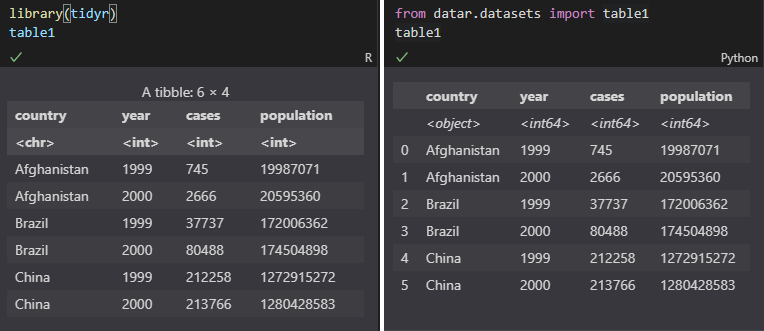 library(tidyr)
table1
R
A tibble: 6 × 4
country year cases population
<chr> <int> <int> <int>
Afghanistan 1999 745 19987071
Afghanistan 2000 2666 20595360
Brazil 1999 37737 172006362
Brazil 2000 80488 174504898
China 1999 212258 1272915272
China 2000 213766 1280428583
from datar.datasets import table1
table1
Python
country year cases population
<object> <int64> <int64> <int64>
0 Afghanistan 1999 745 19987071
1 Afghanistan 2000 2666 20595360
2 Brazil 1999 37737 172006362
3 Brazil 2000 80488 174504898
4 China 1999 212258 1272915272
5 China 2000 213766 1280428583